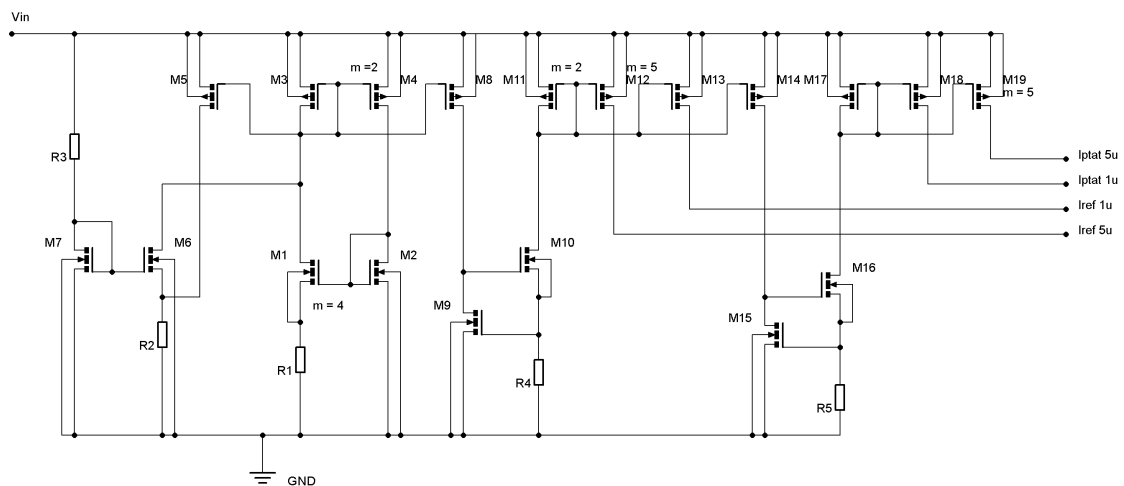 Vin
m =2
m = 2
m = 5
M5
M3
M4
M8
M11
M12
M13
M14
M17
M18
M19
m = 5
R3
Iptat 5u
Iptat 1u
Iref 1u
Iref 5u
M7
M6
M1
M2
M10
M16
m = 4
M9
M15
R2
R1
R4
R5
GND